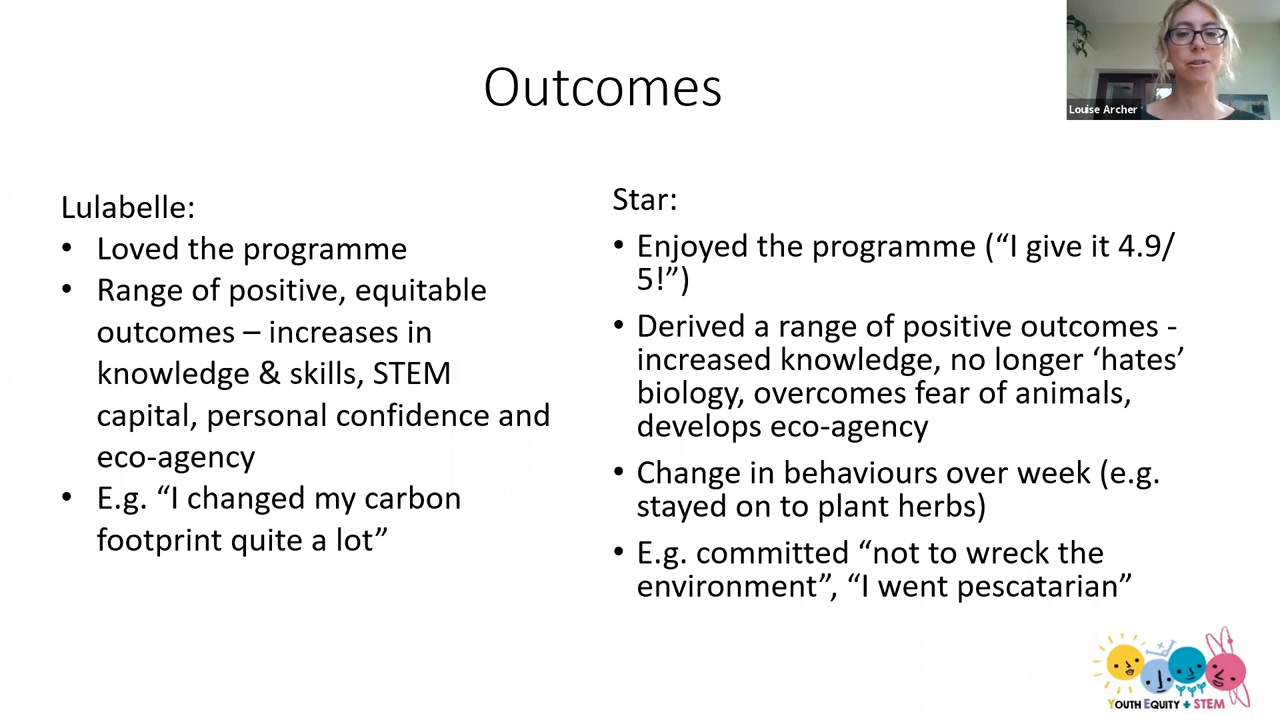 Outcomes
Louise Archer
Lulabelle:
• Loved the programme
• Range of positive, equitable
outcomes – increases in
knowledge & skills, STEM
capital, personal confidence and
eco-agency
• E.g. “I changed my carbon
footprint quite a lot”
Star:
• Enjoyed the programme (“I give it 4.9/
5!”)
• Derived a range of positive outcomes -
increased knowledge, no longer ‘hates’
biology, overcomes fear of animals,
develops eco-agency
• Change in behaviours over week (e.g.
stayed on to plant herbs)
• E.g. committed “not to wreck the
environment”, “I went pescatarian”
YOUTH EQUITY + STEM